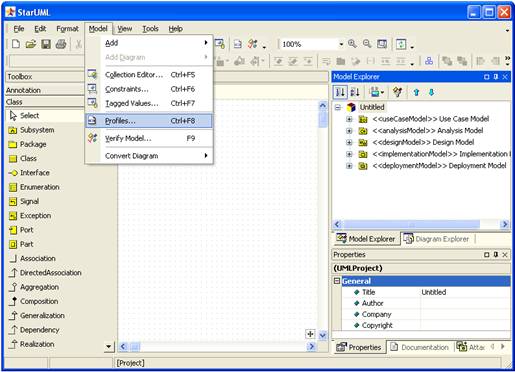 StarUML
File Edit Format Model View Tools Help
100%
Add
Add Diagram
Collection Editor... Ctrl+F5
Constraints... Ctrl+F6
Tagged Values... Ctrl+F7
Profiles... Ctrl+F8
Verify Model... F9
Convert Diagram
Toolbox
Annotation
Class
Select
Subsystem
Package
Class
Interface
Enumeration
Signal
Exception
Port
Part
Association
DirectedAssociation
Aggregation
Composition
Generalization
Dependency
Realization
Model Explorer
Untitled
<<useCaseModel>> Use Case Model
<<analysisModel>> Analysis Model
<<designModel>> Design Model
<<implementationModel>> Implementation
<<deploymentModel>> Deployment Model
Model Explorer Diagram Explorer
Properties
(UMLProject)
General
Title Untitled
Author
Company
Copyright
Properties Documentation Attac
[Project]